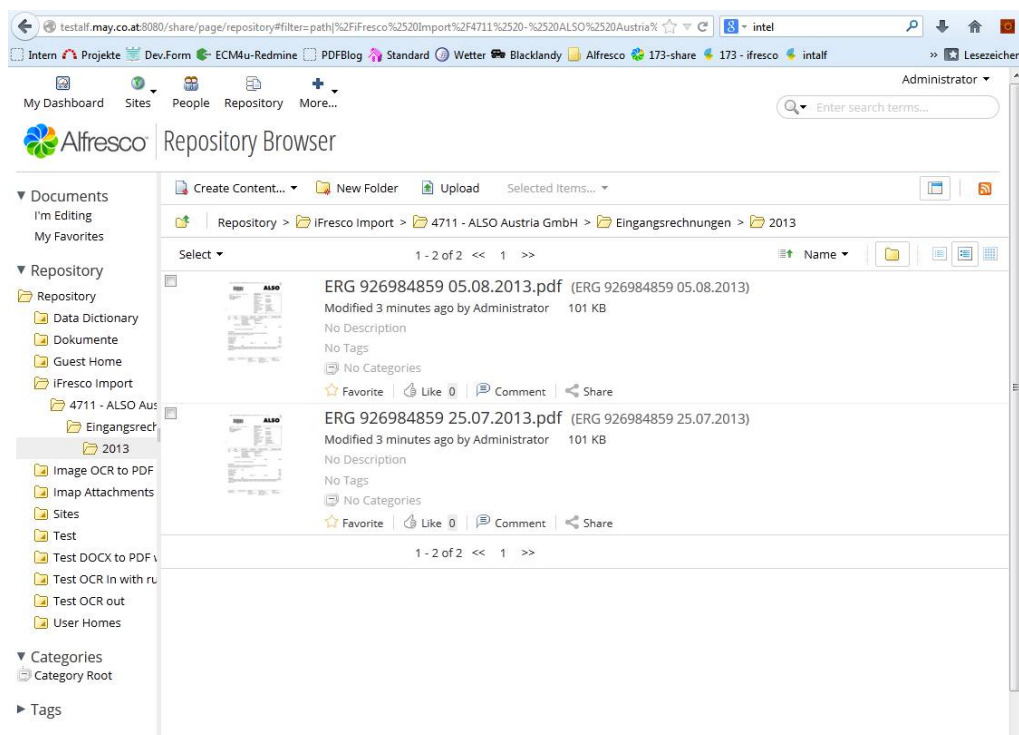 testalf.may.co.at:8080/share/page/repository#filter=path|%2FiFresco%2520Import%2F4711%2520-%2520ALSO%2520Austria% intel
Intern Projekte Dev.Form ECM4u-Redmine PDFBlog Standard Wetter Blacklandy Alfresco 173-share 173 - ifresco intalf » Lesezeichen
Administrator
My Dashboard Sites People Repository More...
Enter search terms...
Alfresco Repository Browser
Documents
I'm Editing
My Favorites
Repository
Repository
Data Dictionary
Dokumente
Guest Home
iFresco Import
4711 - ALSO Aus
Eingangsrech
2013
Image OCR to PDF
Imap Attachments
Sites
Test
Test DOCX to PDF
Test OCR In with ru
Test OCR out
User Homes
Categories
Category Root
Tags
Create Content... New Folder Upload Selected Items...
Repository > iFresco Import > 4711 - ALSO Austria GmbH > Eingangsrechnungen > 2013
Select 1 - 2 of 2 << 1 >> Name
ALSO
ERG 926984859 05.08.2013.pdf (ERG 926984859 05.08.2013)
Modified 3 minutes ago by Administrator 101 KB
No Description
No Tags
No Categories
Favorite Like 0 Comment Share
ALSO
ERG 926984859 25.07.2013.pdf (ERG 926984859 25.07.2013)
Modified 3 minutes ago by Administrator 101 KB
No Description
No Tags
No Categories
Favorite Like 0 Comment Share
1 - 2 of 2 << 1 >>